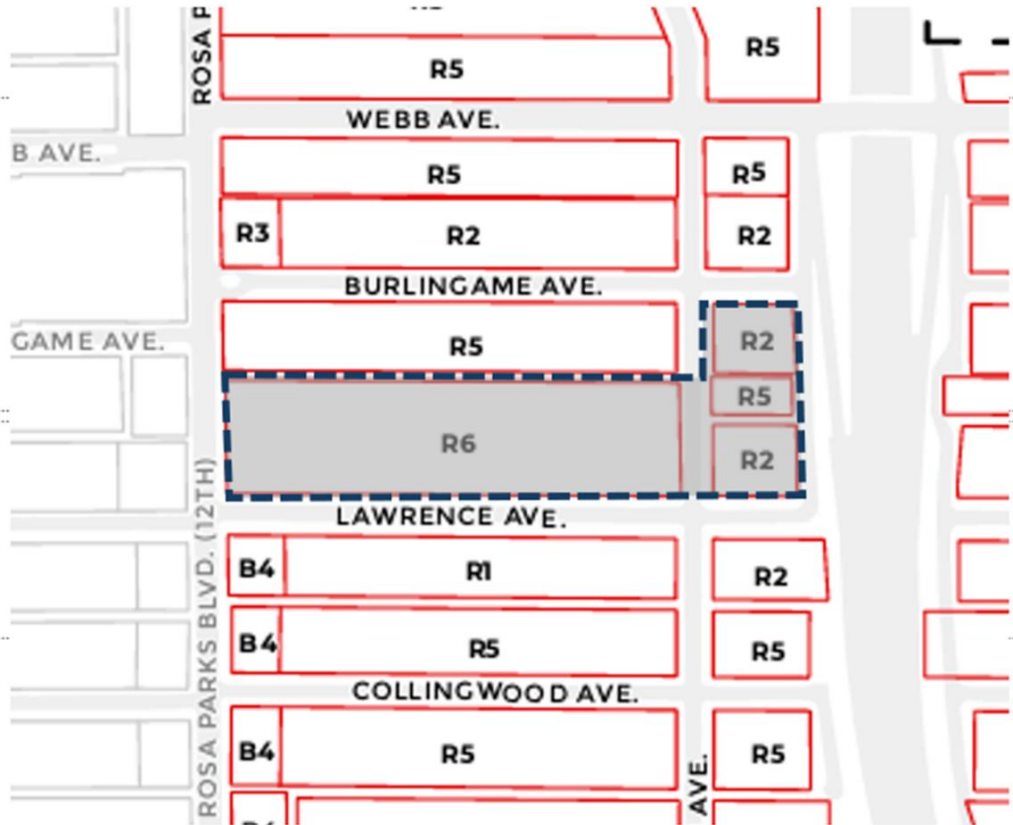 ROSA P
R5
R5
WEBB AVE.
B AVE.
R5
R5
R3
R2
R2
BURLINGAME AVE.
GAME AVE.
R5
R2
R5
R6
R2
LAWRENCE AVE.
ROSA PARKS BLVD. (12TH)
B4
R1
R2
B4
R5
R5
COLLINGWOOD AVE.
B4
R5
R5
AVE.